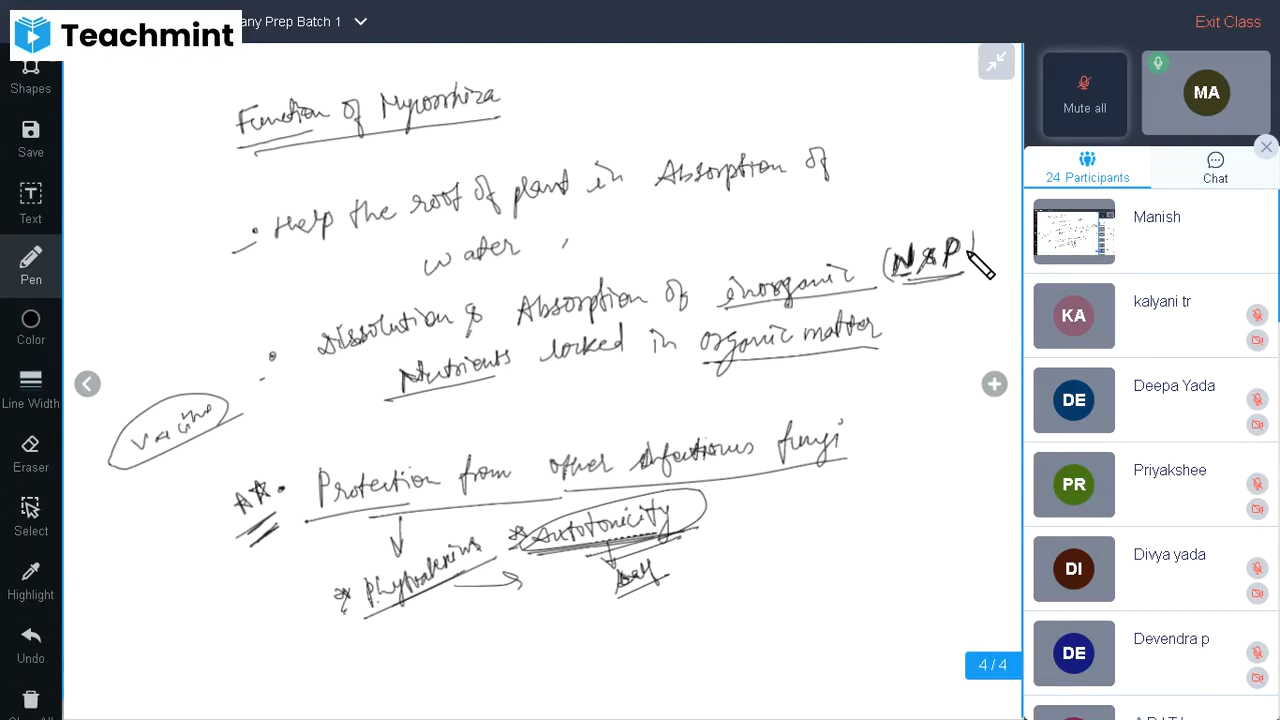 Teachmint
any Prep Batch 1
Exit Class
Shapes
Save
Text
Pen
Color
Line Width
Eraser
Select
Highlight
Undo
Function of Mycorrhiza
• Help the root of plant in Absorption of
water,
• Dissolution & Absorption of inorganic (N & P)
Nutrients locked in organic matter
Vaccine
• Protection from other infectious fungi
* Phytoalexins → * Autotoxicity
self
4 / 4
Mute all
MA
24 Participants
Chat
Manish
KA
kalyani tr
DE
Deepa Yada
PR
Priyakshee
DI
Divya yada
DE
Devendra p